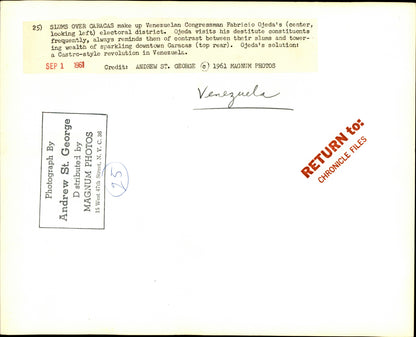 25) SLUMS OVER CARACAS make up Venezuelan Congressman Fabricio Ojeda's (center,
looking left) electoral district. Ojeda visits his destitute constituents
frequently, always reminds them of contrast between their slums and tower-
ing wealth of sparkling downtown Caracas (top rear). Ojeda's solution:
a Castro-style revolution in Venezuela.
SEP 1 1961
Credit: ANDREW ST. GEORGE © 1961 MAGNUM PHOTOS
Venezuela
RETURN to:
CHRONICLE FILES
Photograph By
Andrew St. George
D stributed by
MAGNUM PHOTOS
15 West 47th Street, N. Y. C. 36
25